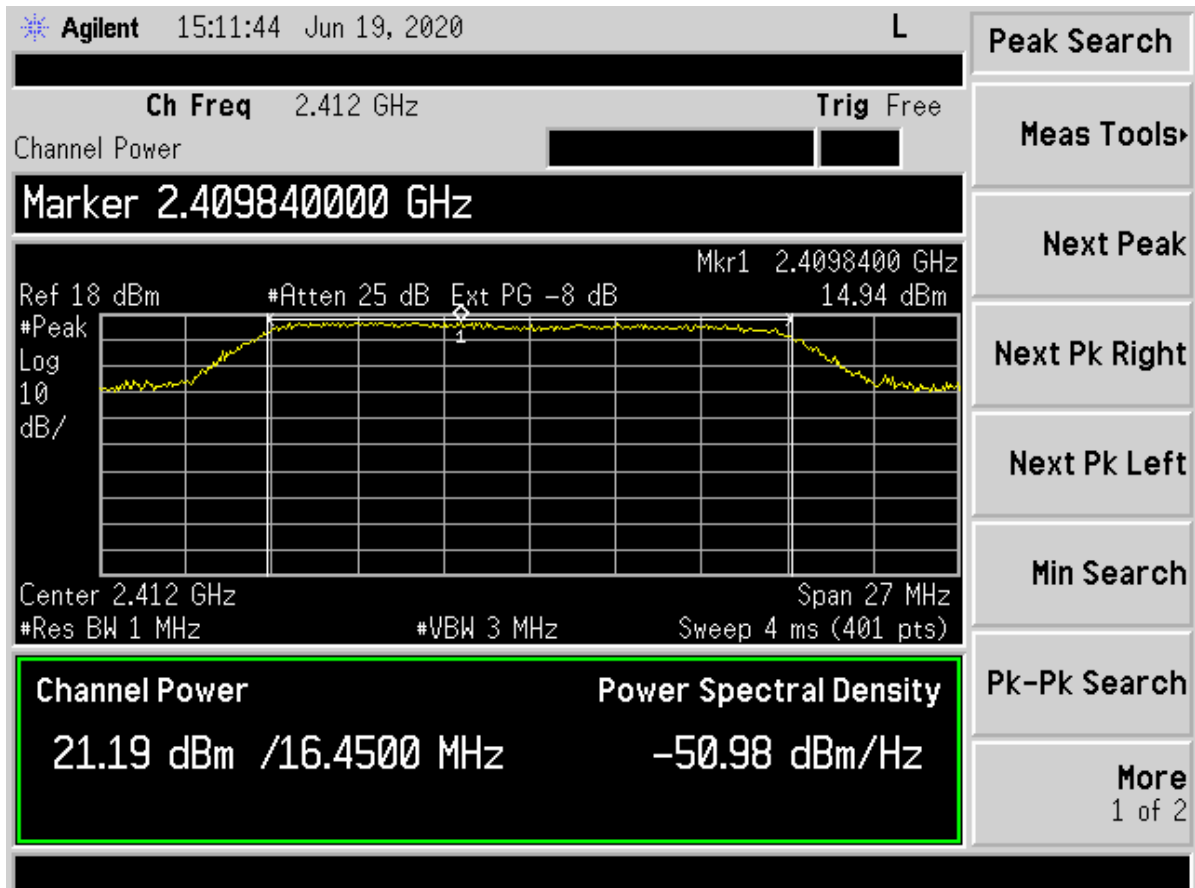 Agilent 15:11:44 Jun 19, 2020 L
Peak Search
Ch Freq 2.412 GHz Trig Free
Channel Power
Meas Tools▸
Marker 2.409840000 GHz
Next Peak
Mkr1 2.4098400 GHz
Ref 18 dBm #Atten 25 dB Ext PG -8 dB 14.94 dBm
#Peak
1
Log
10
dB/
Next Pk Right
Next Pk Left
Min Search
Center 2.412 GHz Span 27 MHz
#Res BW 1 MHz #VBW 3 MHz Sweep 4 ms (401 pts)
Channel Power Power Spectral Density
Pk-Pk Search
21.19 dBm /16.4500 MHz -50.98 dBm/Hz
More
1 of 2